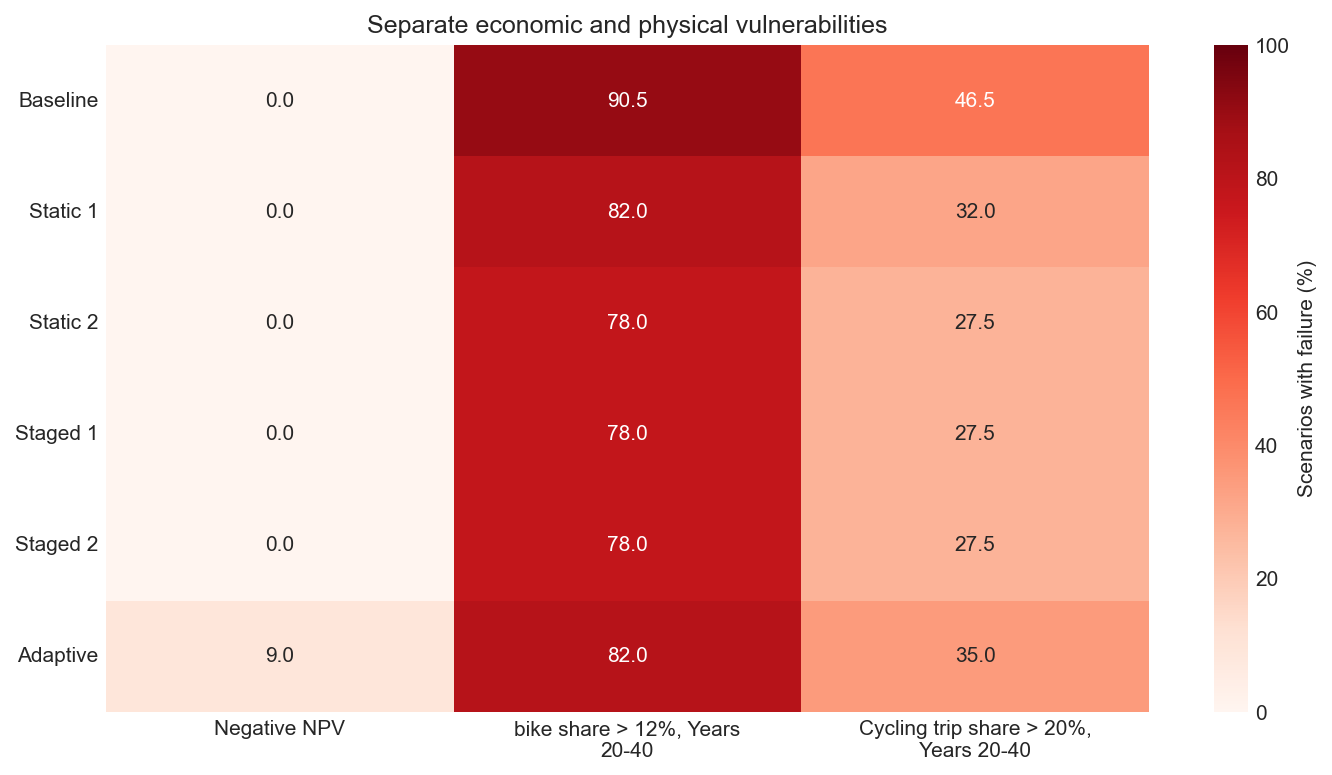 Separate economic and physical vulnerabilities
Baseline 0.0 90.5 46.5
Static 1 0.0 82.0 32.0
Static 2 0.0 78.0 27.5
Staged 1 0.0 78.0 27.5
Staged 2 0.0 78.0 27.5
Adaptive 9.0 82.0 35.0
Negative NPV
bike share > 12%, Years
20-40
Cycling trip share > 20%,
Years 20-40
100
80
60
40
20
0
Scenarios with failure (%)